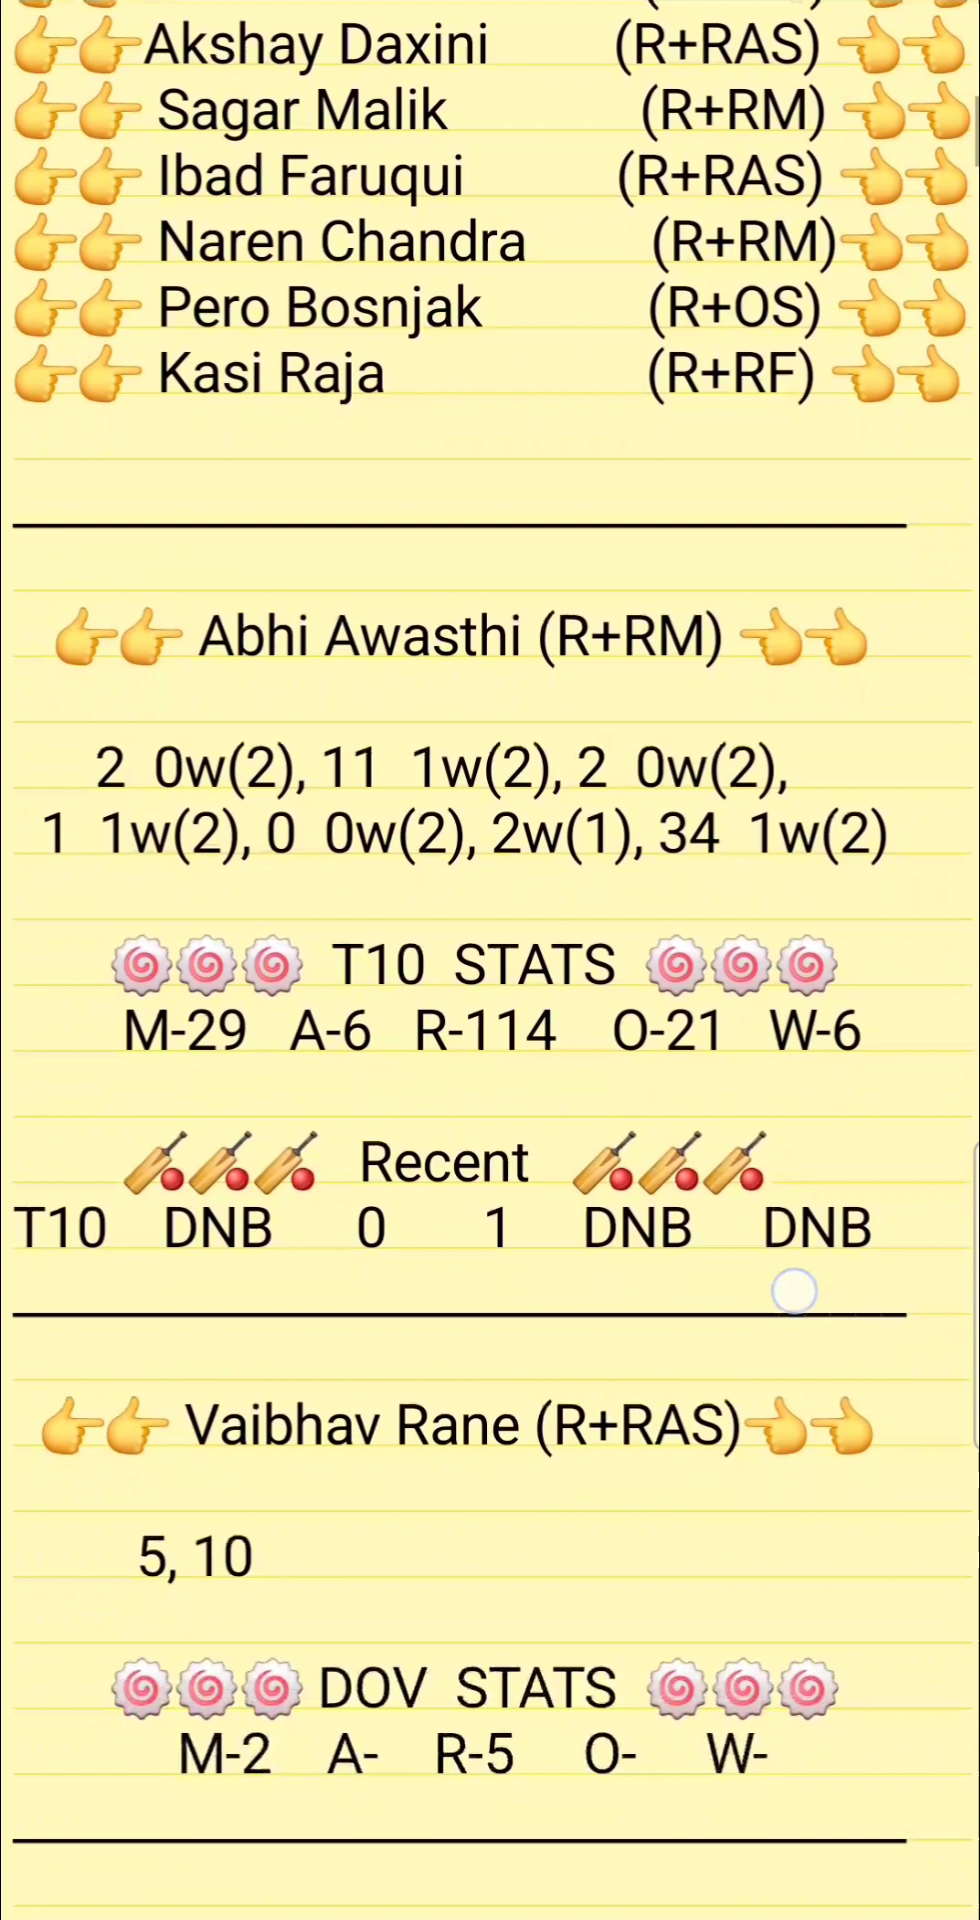 👉👉Akshay Daxini (R+RAS) 👈👈
👉👉 Sagar Malik (R+RM) 👈👈
👉👉 Ibad Faruqui (R+RAS) 👈👈
👉👉 Naren Chandra (R+RM)👈👈
👉👉 Pero Bosnjak (R+OS) 👈👈
👉👉 Kasi Raja (R+RF) 👈👈
👉👉 Abhi Awasthi (R+RM) 👈👈
2 0w(2), 11 1w(2), 2 0w(2),
1 1w(2), 0 0w(2), 2w(1), 34 1w(2)
🍥🍥🍥 T10 STATS 🍥🍥🍥
M-29 A-6 R-114 O-21 W-6
🏏🏏🏏 Recent 🏏🏏🏏
T10 DNB 0 1 DNB DNB
👉👉 Vaibhav Rane (R+RAS)👈👈
5, 10
🍥🍥🍥 DOV STATS 🍥🍥🍥
M-2 A- R-5 O- W-